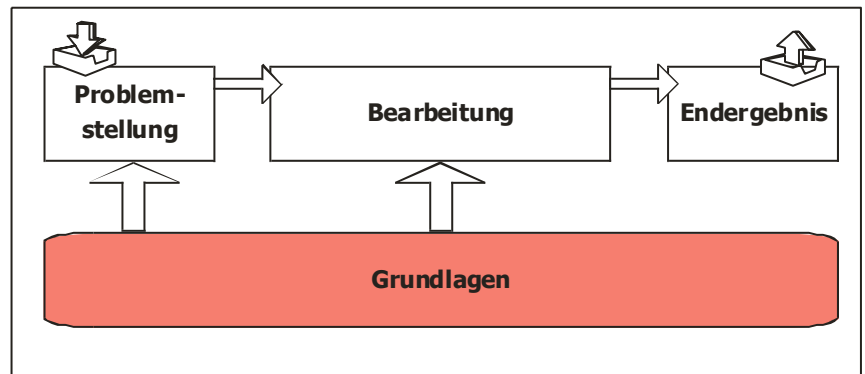 Problem-
stellung
Bearbeitung
Endergebnis
Grundlagen